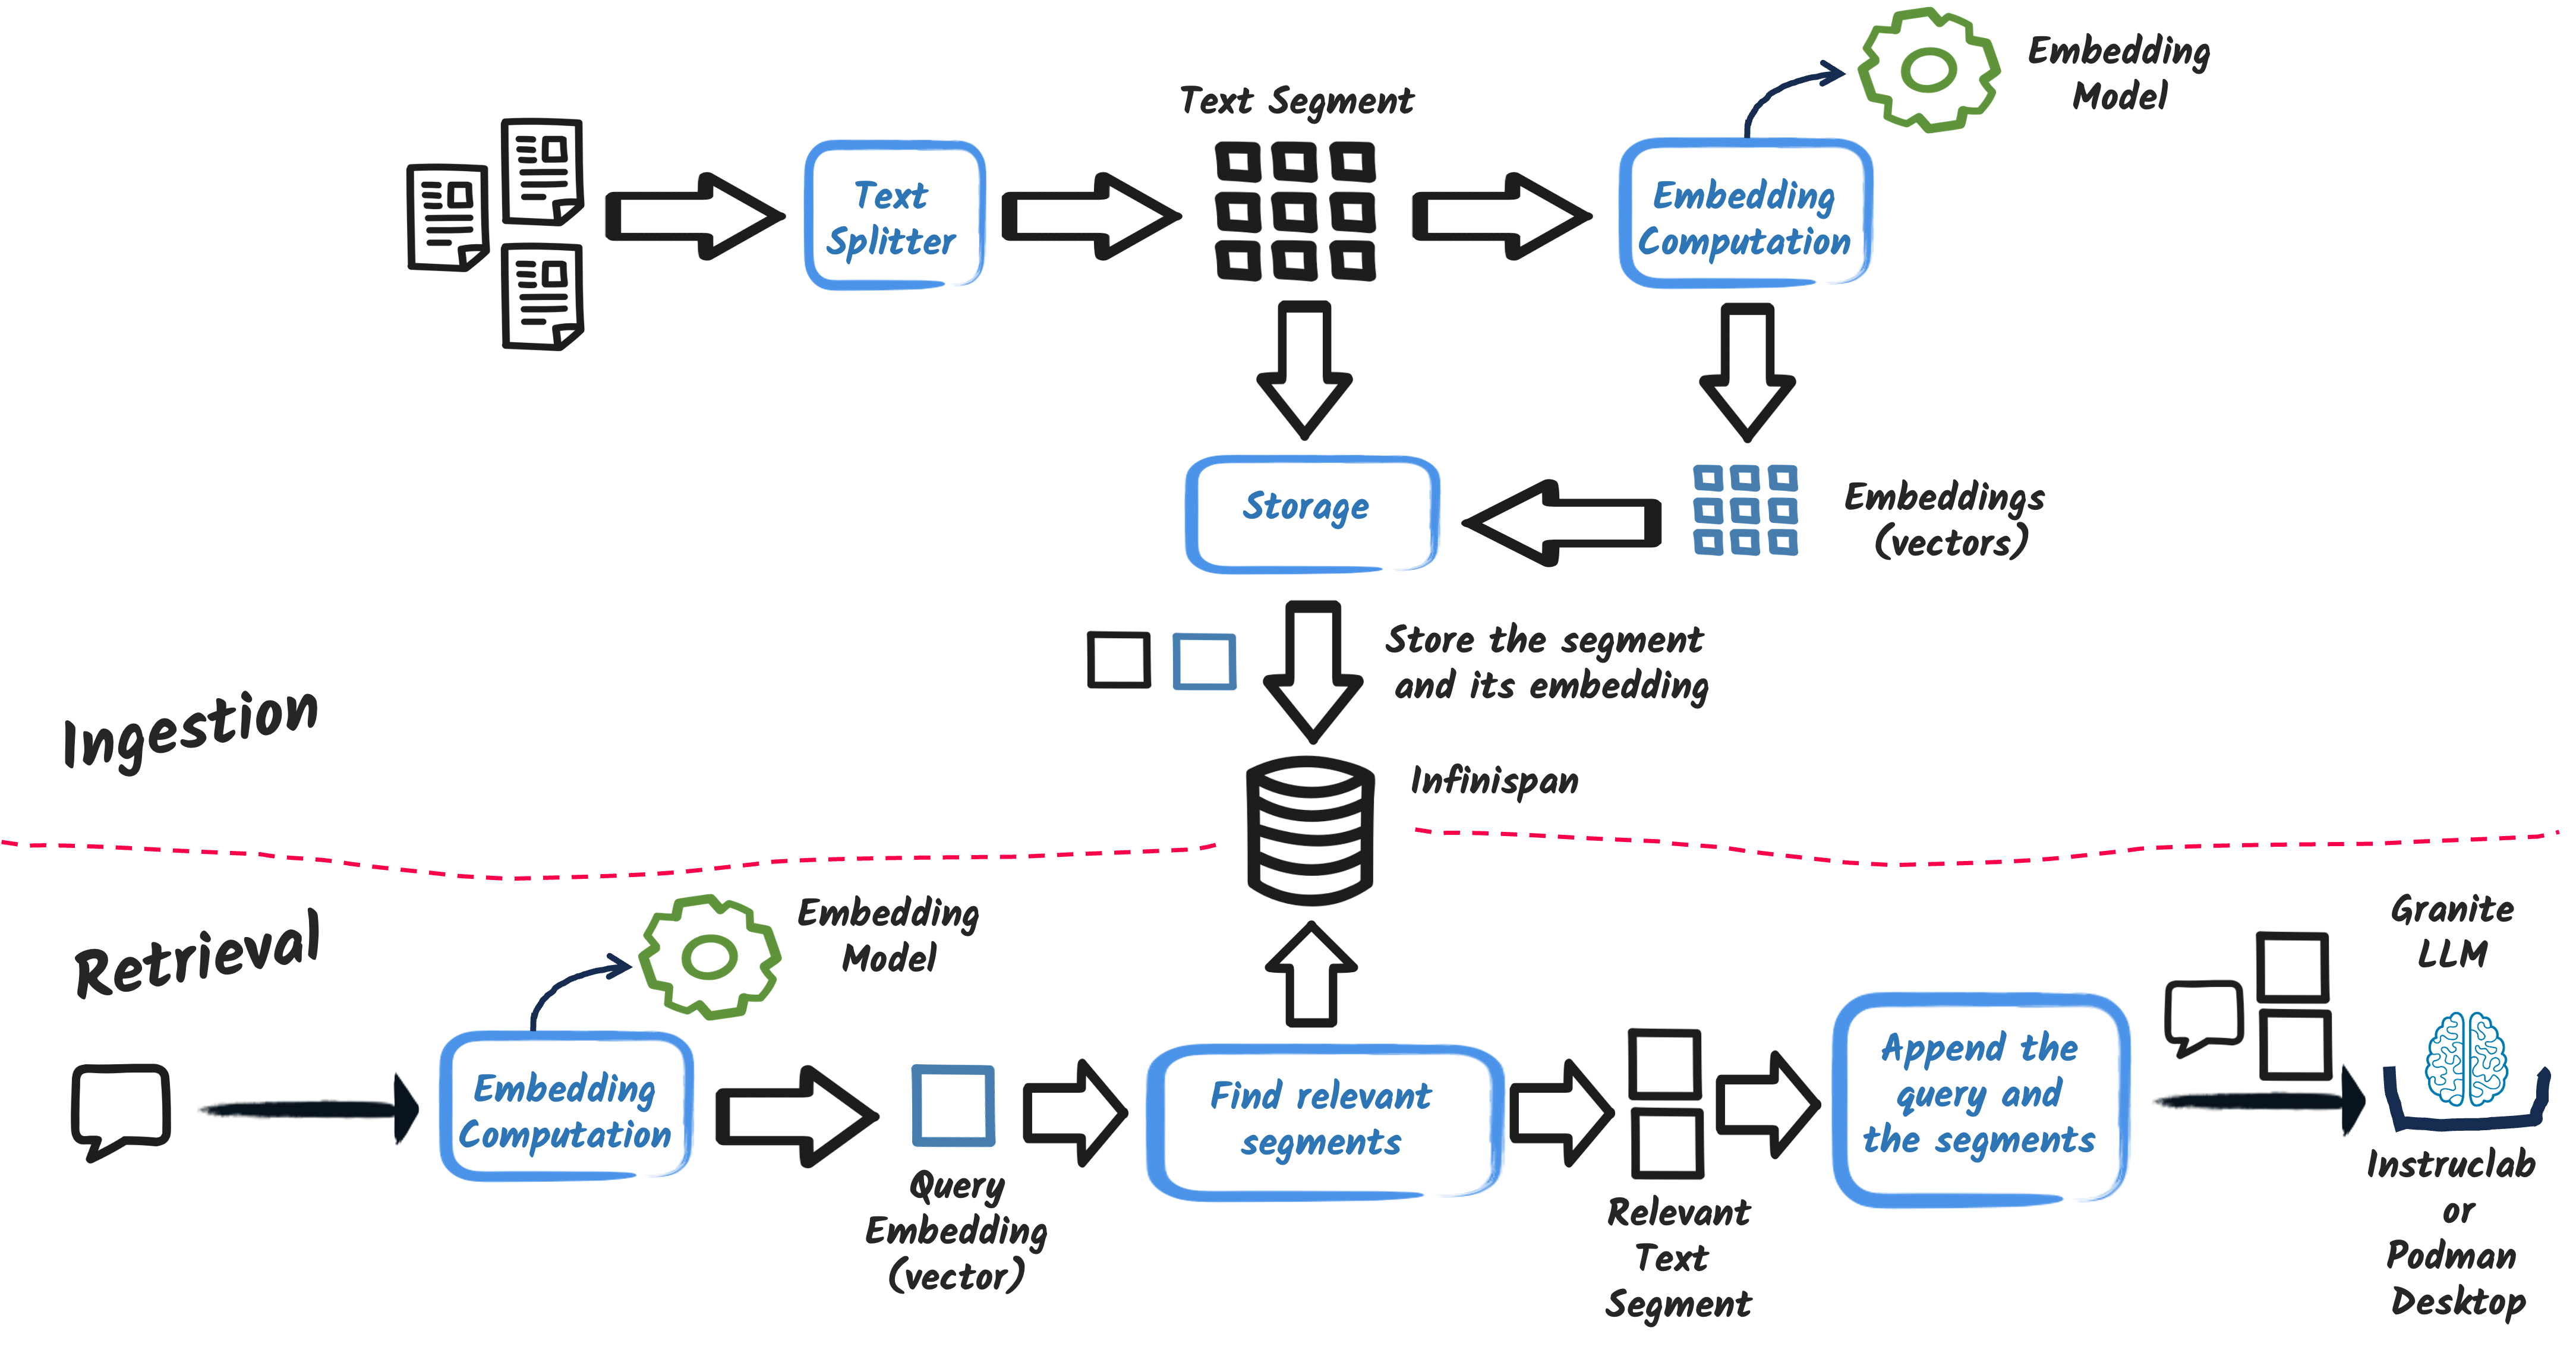 Embedding
Model
Text Segment
Text
Splitter
Embedding
Computation
Storage
Embeddings
(vectors)
Store the segment
and its embedding
Ingestion
Infinispan
Retrieval
Embedding
Model
Granite
LLM
Embedding
Computation
Find relevant
segments
Append the
query and
the segments
Query
Embedding
(vector)
Relevant
Text
Segment
Instruclab
or
Podman
Desktop